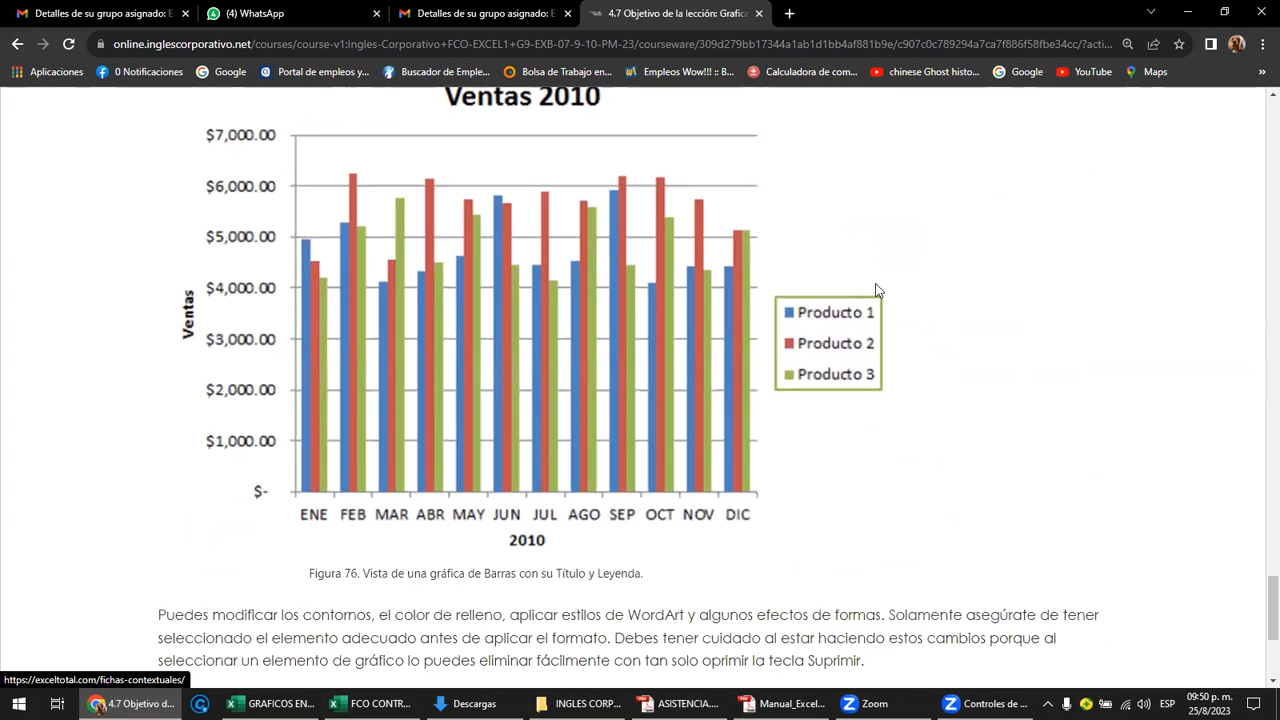 Detalles de su grupo asignado: E
(4) WhatsApp
Detalles de su grupo asignado: E
4.7 Objetivo de la lección: Grafica
online.inglescorporativo.net/courses/course-v1:Ingles-Corporativo+FCO-EXCEL1+G9-EXB-07-9-10-PM-23/courseware/309d279bb17344a1ab1d1bb4af881b9e/c907c0c789294a7ca7f886f58fbe34cc/?acti...
Aplicaciones
0 Notificaciones
Google
Portal de empleos y...
Buscador de Emple...
Bolsa de Trabajo en...
Empleos Wow!!! :: B...
Calculadora de com...
chinese Ghost histo...
Google
YouTube
Maps
»
Ventas 2010
$7,000.00
$6,000.00
$5,000.00
$4,000.00
$3,000.00
$2,000.00
$1,000.00
$-
Ventas
Producto 1
Producto 2
Producto 3
ENE FEB MAR ABR MAY JUN JUL AGO SEP OCT NOV DIC
2010
Figura 76. Vista de una gráfica de Barras con su Título y Leyenda.
Puedes modificar los contornos, el color de relleno, aplicar estilos de WordArt y algunos efectos de formas. Solamente asegúrate de tener
seleccionado el elemento adecuado antes de aplicar el formato. Debes tener cuidado al estar haciendo estos cambios porque al
seleccionar un elemento de gráfico lo puedes eliminar fácilmente con tan solo oprimir la tecla Suprimir.
https://exceltotal.com/fichas-contextuales/
4.7 Objetivo d...
GRAFICOS EN...
FCO CONTR...
Descargas
INGLES CORP...
ASISTENCIA....
Manual_Excel...
Zoom
Controles de ...
ESP
09:50 p. m.
25/8/2023